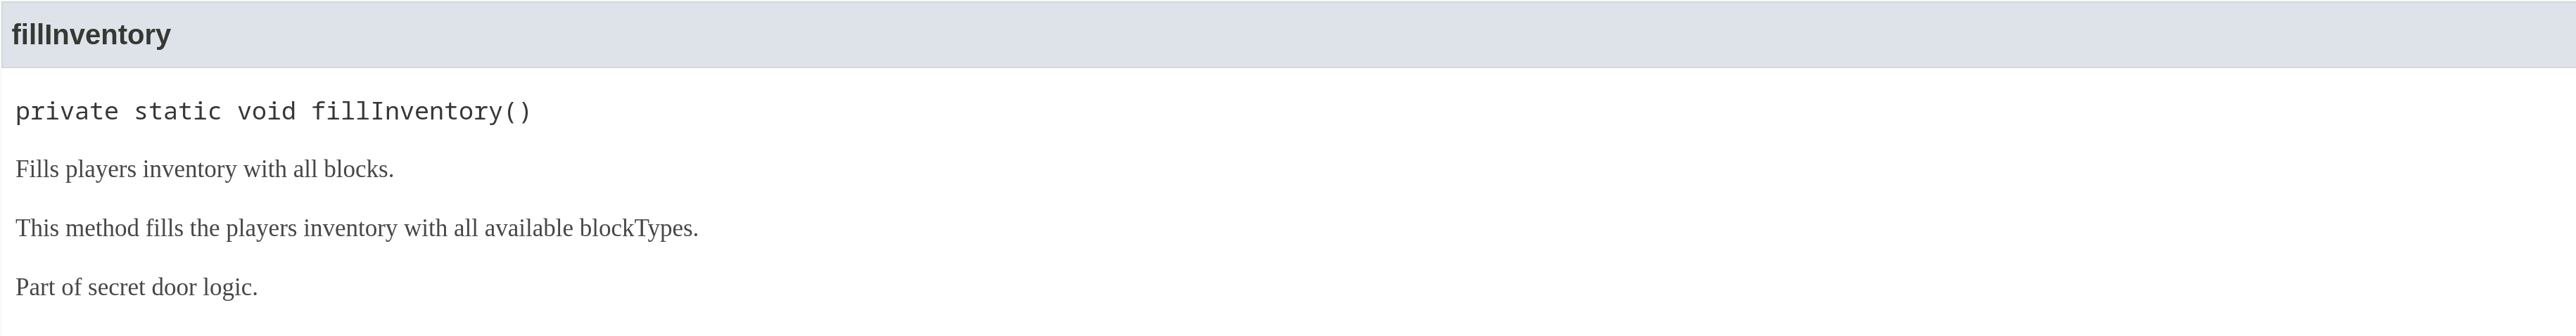 fillInventory
private static void fillInventory()
Fills players inventory with all blocks.
This method fills the players inventory with all available blockTypes.
Part of secret door logic.